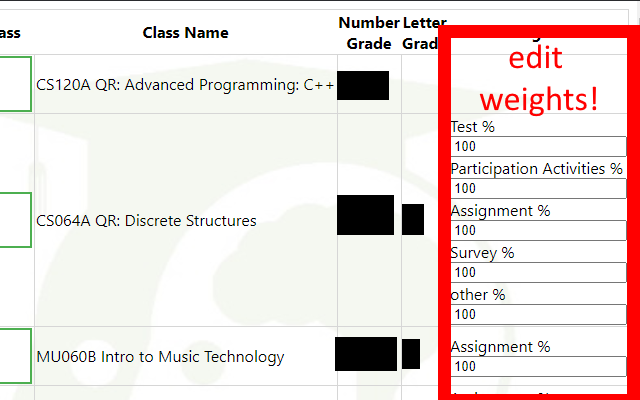 ass
Class Name
Number Grade
Letter Grad
edit
weights!
CS120A QR: Advanced Programming: C++
Test %
100
Participation Activities %
100
CS064A QR: Discrete Structures
Assignment %
100
Survey %
100
other %
100
MU060B Intro to Music Technology
Assignment %
100